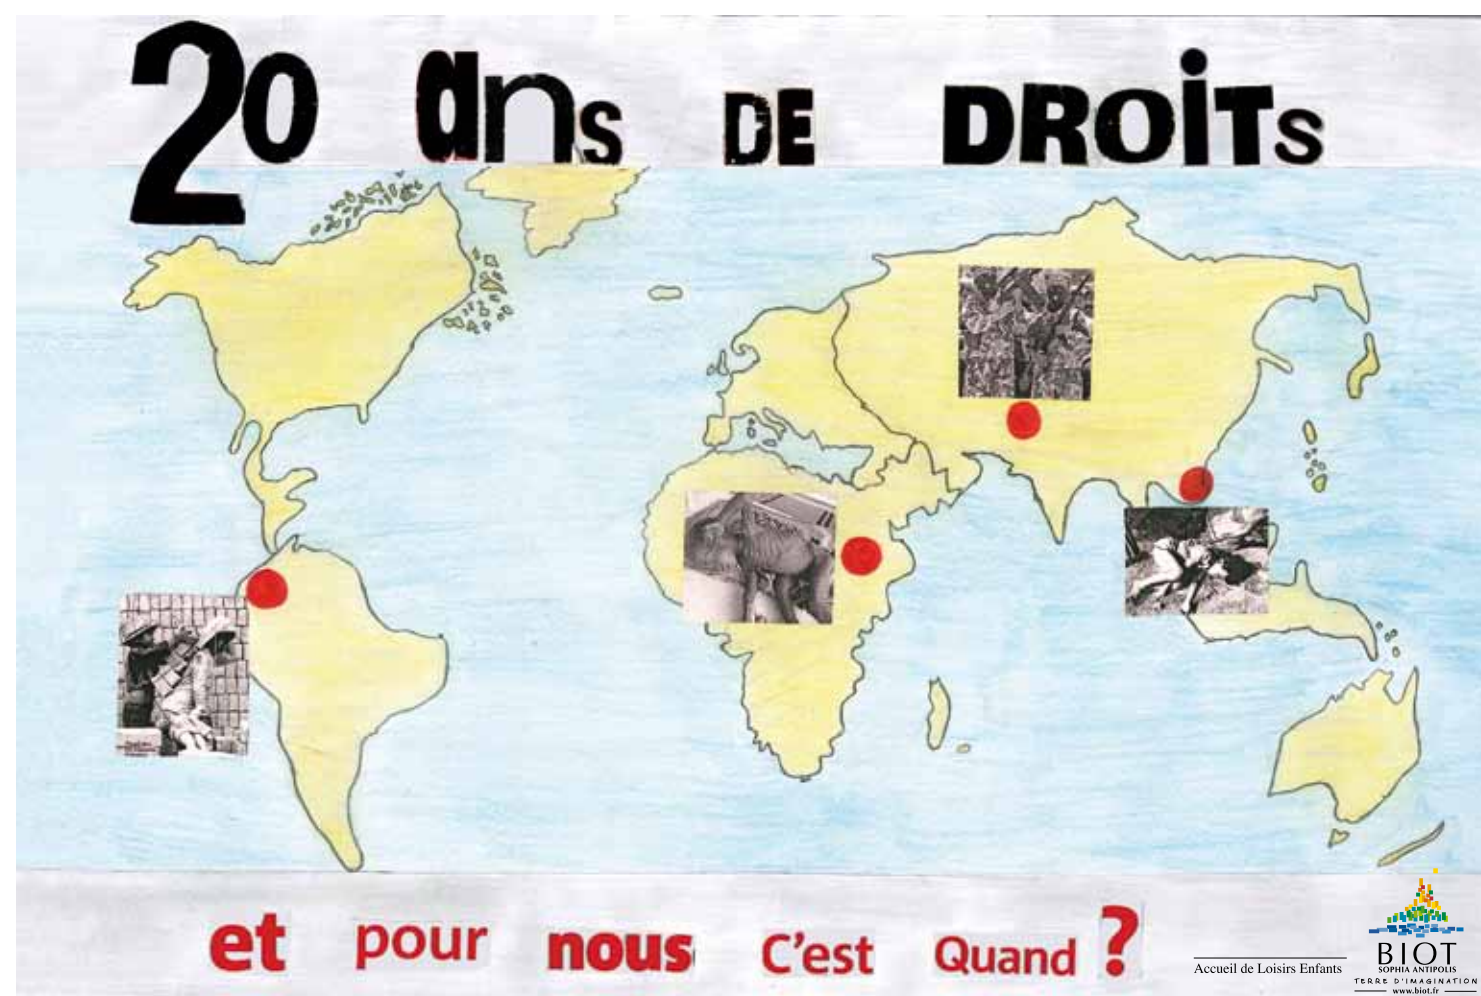 20 ans DE DROiTs
et pour nous C'est Quand ?
Accueil de Loisirs Enfants
BIOT
SOPHIA ANTIPOLIS
TERRE D'IMAGINATION
www.biot.fr